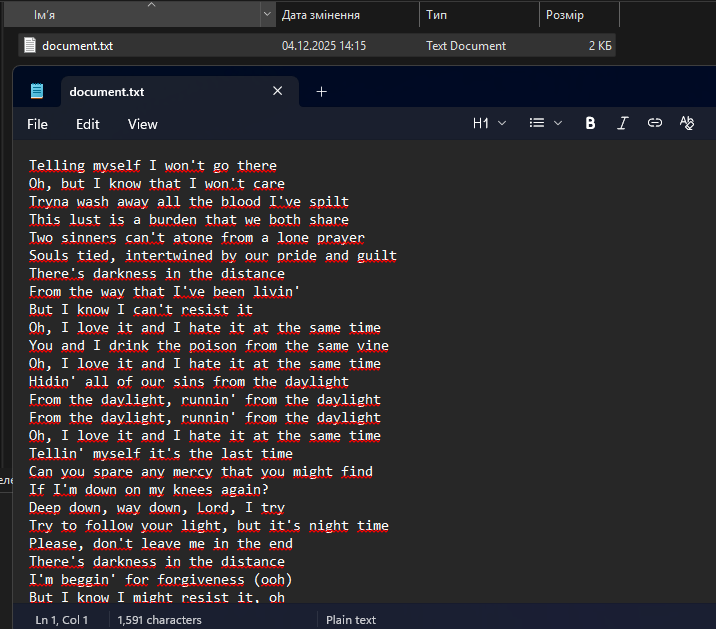 Ім'я Дата змінення Тип Розмір
document.txt 04.12.2025 14:15 Text Document 2 КБ
document.txt
File Edit View H1 B I
Telling myself I won't go there
Oh, but I know that I won't care
Tryna wash away all the blood I've spilt
This lust is a burden that we both share
Two sinners can't atone from a lone prayer
Souls tied, intertwined by our pride and guilt
There's darkness in the distance
From the way that I've been livin'
But I know I can't resist it
Oh, I love it and I hate it at the same time
You and I drink the poison from the same vine
Oh, I love it and I hate it at the same time
Hidin' all of our sins from the daylight
From the daylight, runnin' from the daylight
From the daylight, runnin' from the daylight
Oh, I love it and I hate it at the same time
Tellin' myself it's the last time
Can you spare any mercy that you might find
If I'm down on my knees again?
Deep down, way down, Lord, I try
Try to follow your light, but it's night time
Please, don't leave me in the end
There's darkness in the distance
I'm beggin' for forgiveness (ooh)
But I know I might resist it, oh
Ln 1, Col 1 1,591 characters Plain text